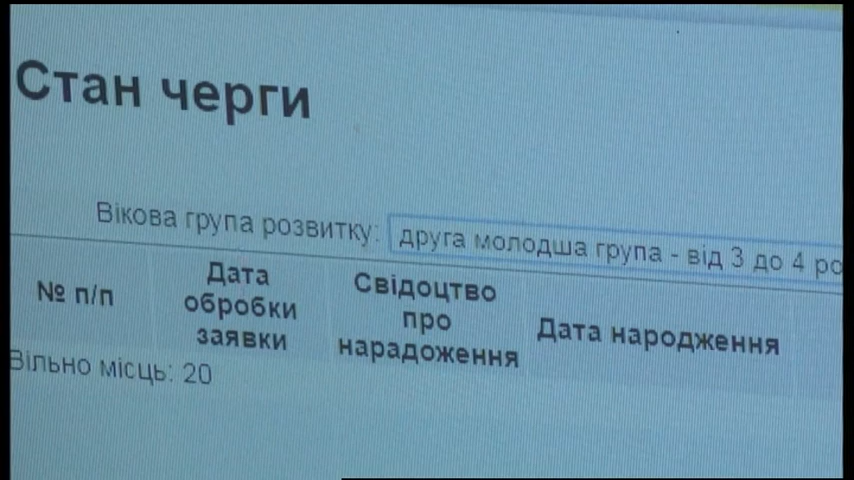 Стан черги
Вікова група розвитку: друга молодша група - від 3 до 4 ро
№ п/п
Дата
обробки
заявки
Свідоцтво
про
нарадоження
Дата народження
Вільно місць: 20